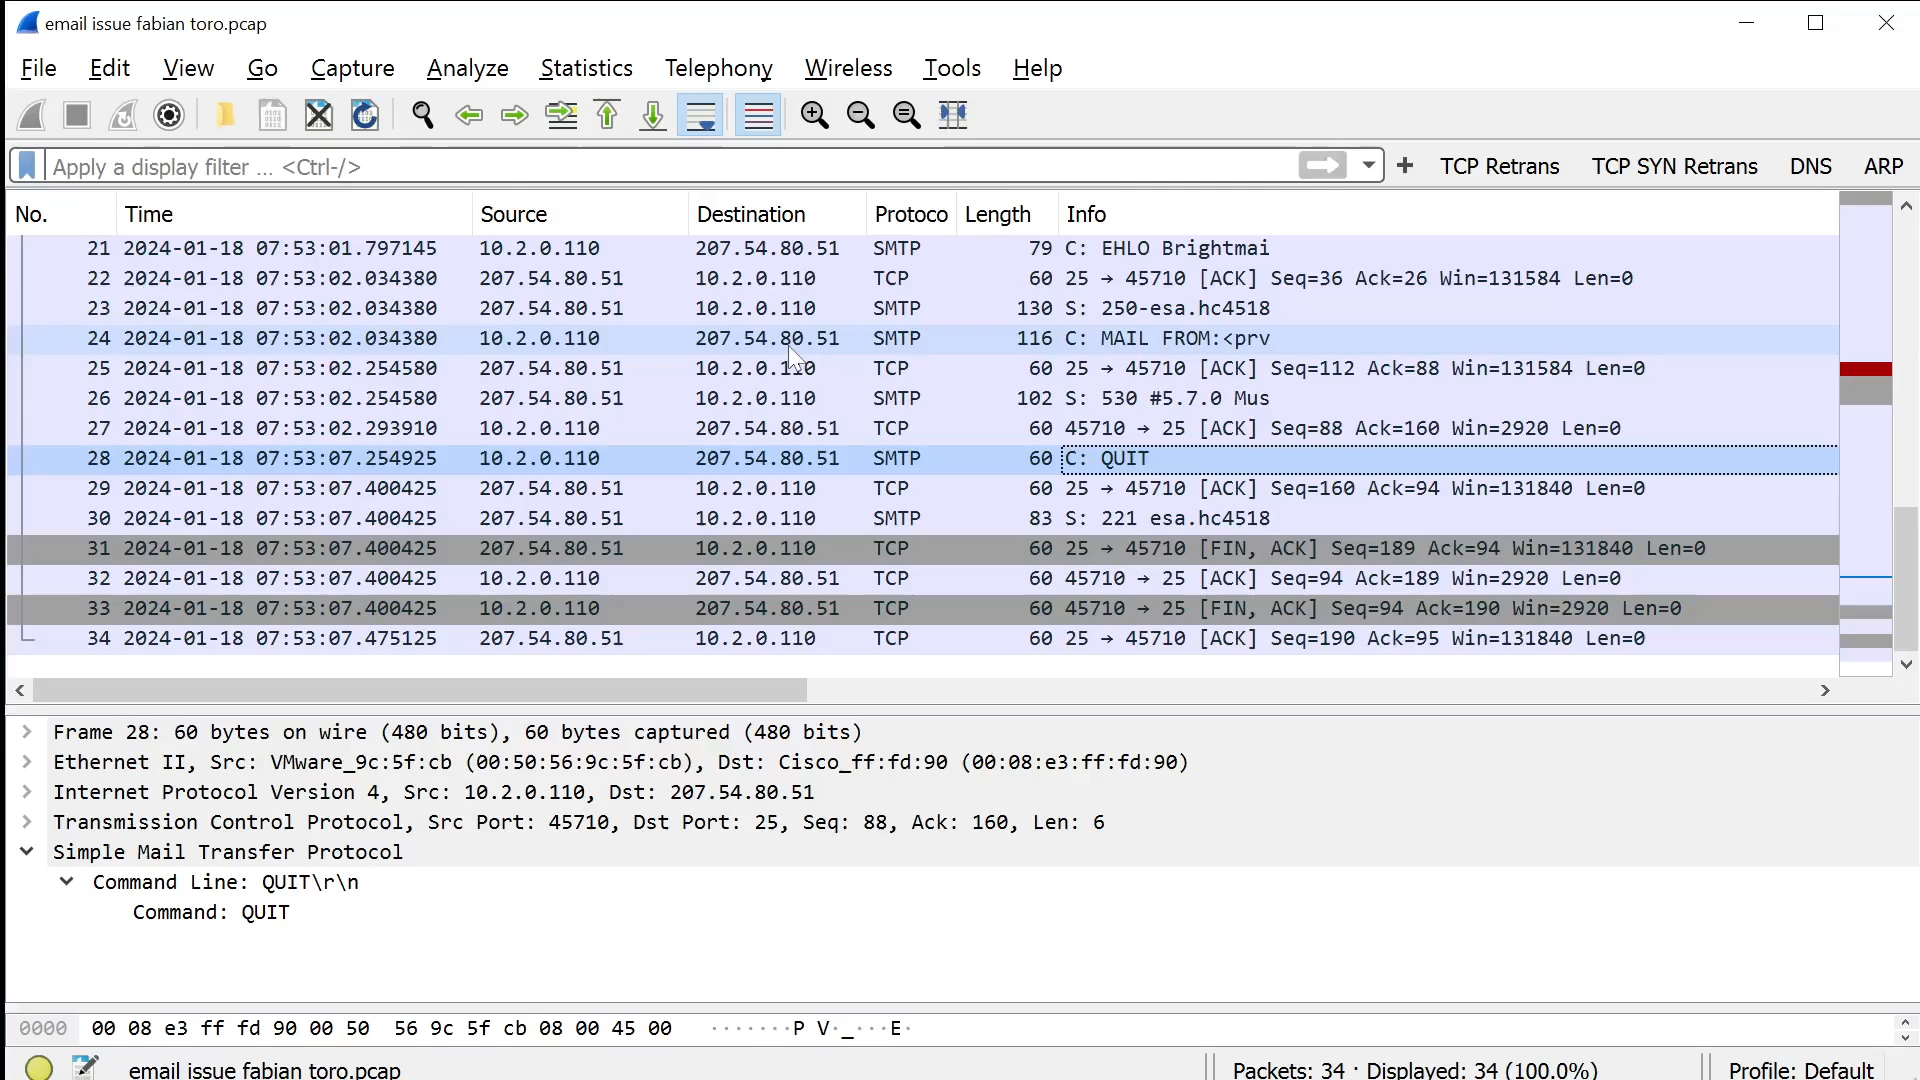 email issue fabian toro.pcap
File Edit View Go Capture Analyze Statistics Telephony Wireless Tools Help
Apply a display filter ... <Ctrl-/> + TCP Retrans TCP SYN Retrans DNS ARP
No. Time Source Destination Protoco Length Info
21 2024-01-18 07:53:01.797145 10.2.0.110 207.54.80.51 SMTP 79 C: EHLO Brightmai
22 2024-01-18 07:53:02.034380 207.54.80.51 10.2.0.110 TCP 60 25 → 45710 [ACK] Seq=36 Ack=26 Win=131584 Len=0
23 2024-01-18 07:53:02.034380 207.54.80.51 10.2.0.110 SMTP 130 S: 250-esa.hc4518
24 2024-01-18 07:53:02.034380 10.2.0.110 207.54.80.51 SMTP 116 C: MAIL FROM:<prv
25 2024-01-18 07:53:02.254580 207.54.80.51 10.2.0.110 TCP 60 25 → 45710 [ACK] Seq=112 Ack=88 Win=131584 Len=0
26 2024-01-18 07:53:02.254580 207.54.80.51 10.2.0.110 SMTP 102 S: 530 #5.7.0 Mus
27 2024-01-18 07:53:02.293910 10.2.0.110 207.54.80.51 TCP 60 45710 → 25 [ACK] Seq=88 Ack=160 Win=2920 Len=0
28 2024-01-18 07:53:07.254925 10.2.0.110 207.54.80.51 SMTP 60 C: QUIT
29 2024-01-18 07:53:07.400425 207.54.80.51 10.2.0.110 TCP 60 25 → 45710 [ACK] Seq=160 Ack=94 Win=131840 Len=0
30 2024-01-18 07:53:07.400425 207.54.80.51 10.2.0.110 SMTP 83 S: 221 esa.hc4518
31 2024-01-18 07:53:07.400425 207.54.80.51 10.2.0.110 TCP 60 25 → 45710 [FIN, ACK] Seq=189 Ack=94 Win=131840 Len=0
32 2024-01-18 07:53:07.400425 10.2.0.110 207.54.80.51 TCP 60 45710 → 25 [ACK] Seq=94 Ack=189 Win=2920 Len=0
33 2024-01-18 07:53:07.400425 10.2.0.110 207.54.80.51 TCP 60 45710 → 25 [FIN, ACK] Seq=94 Ack=190 Win=2920 Len=0
34 2024-01-18 07:53:07.475125 207.54.80.51 10.2.0.110 TCP 60 25 → 45710 [ACK] Seq=190 Ack=95 Win=131840 Len=0
Frame 28: 60 bytes on wire (480 bits), 60 bytes captured (480 bits)
Ethernet II, Src: VMware_9c:5f:cb (00:50:56:9c:5f:cb), Dst: Cisco_ff:fd:90 (00:08:e3:ff:fd:90)
Internet Protocol Version 4, Src: 10.2.0.110, Dst: 207.54.80.51
Transmission Control Protocol, Src Port: 45710, Dst Port: 25, Seq: 88, Ack: 160, Len: 6
Simple Mail Transfer Protocol
Command Line: QUIT\r\n
Command: QUIT
0000 00 08 e3 ff fd 90 00 50 56 9c 5f cb 08 00 45 00 ·······P V·_···E·
email issue fabian toro.pcap Packets: 34 · Displayed: 34 (100.0%) Profile: Default